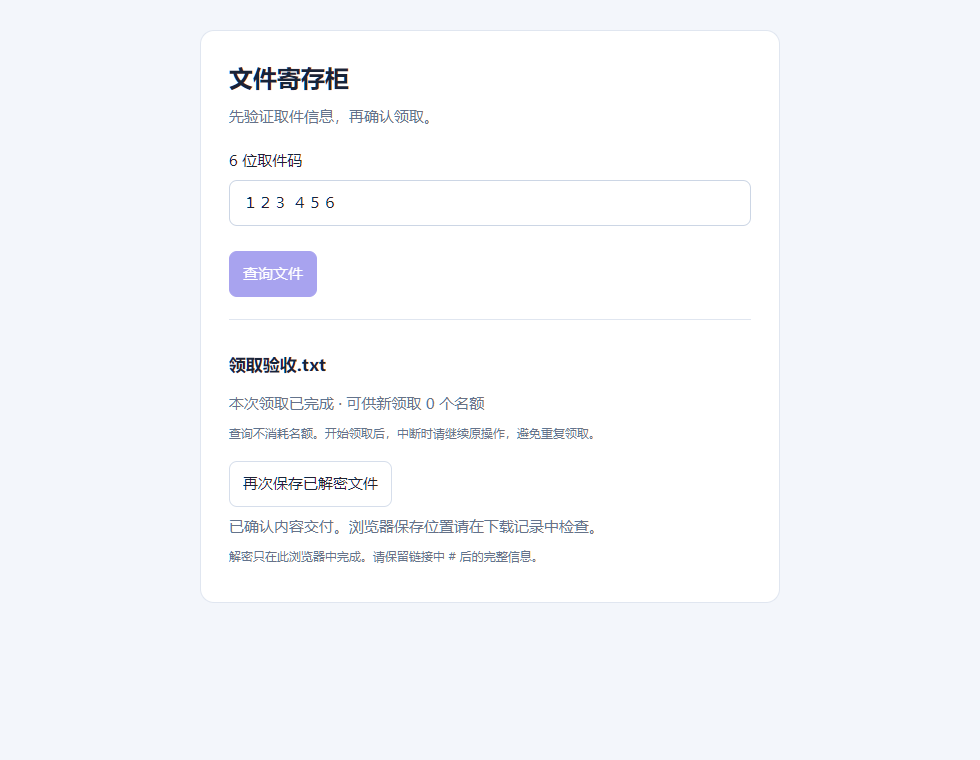 文件寄存柜
先验证取件信息，再确认领取。
6 位取件码
1 2 3 4 5 6
查询文件
领取验收.txt
本次领取已完成 · 可供新领取 0 个名额
查询不消耗名额。开始领取后，中断时请继续原操作，避免重复领取。
再次保存已解密文件
已确认内容交付。浏览器保存位置请在下载记录中检查。
解密只在此浏览器中完成。请保留链接中 # 后的完整信息。